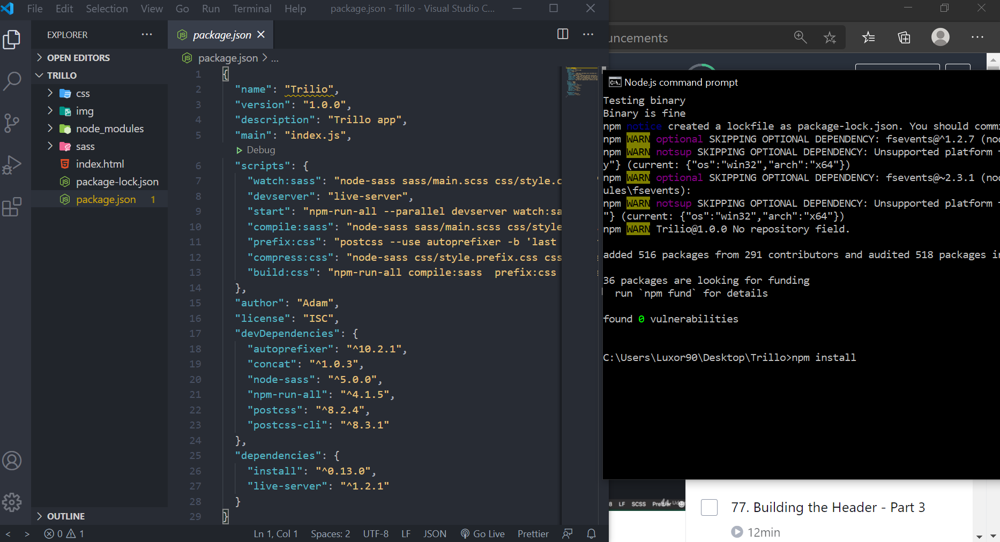 File Edit Selection View Go Run Terminal Help package.json - Trillo - Visual Studio C...
EXPLORER
OPEN EDITORS
TRILLO
css
img
node_modules
sass
index.html
package-lock.json
package.json 1
OUTLINE
package.json
package.json > ...
1 {
2 "name": "Trilio",
3 "version": "1.0.0",
4 "description": "Trillo app",
5 "main": "index.js",
Debug
6 "scripts": {
7 "watch:sass": "node-sass sass/main.scss css/style.c
8 "devserver": "live-server",
9 "start": "npm-run-all --parallel devserver watch:sa
10 "compile:sass": "node-sass sass/main.scss css/style
11 "prefix:css": "postcss --use autoprefixer -b 'last
12 "compress:css": "node-sass css/style.prefix.css css
13 "build:css": "npm-run-all compile:sass  prefix:css
14 },
15 "author": "Adam",
16 "license": "ISC",
17 "devDependencies": {
18 "autoprefixer": "^10.2.1",
19 "concat": "^1.0.3",
20 "node-sass": "^5.0.0",
21 "npm-run-all": "^4.1.5",
22 "postcss": "^8.2.4",
23 "postcss-cli": "^8.3.1"
24 },
25 "dependencies": {
26 "install": "^0.13.0",
27 "live-server": "^1.2.1"
28 }
29 }
0 1 Ln 1, Col 1 Spaces: 2 UTF-8 LF JSON Go Live Prettier
uncements
Node.js command prompt
Testing binary
Binary is fine
npm notice created a lockfile as package-lock.json. You should commi
npm WARN optional SKIPPING OPTIONAL DEPENDENCY: fsevents@^1.2.7 (nod
npm WARN notsup SKIPPING OPTIONAL DEPENDENCY: Unsupported platform
y"} (current: {"os":"win32","arch":"x64"})
npm WARN optional SKIPPING OPTIONAL DEPENDENCY: fsevents@~2.3.1 (nod
ules\fsevents):
npm WARN notsup SKIPPING OPTIONAL DEPENDENCY: Unsupported platform
"} (current: {"os":"win32","arch":"x64"})
npm WARN Trilio@1.0.0 No repository field.
added 516 packages from 291 contributors and audited 518 packages in
36 packages are looking for funding
run `npm fund` for details
found 0 vulnerabilities
C:\Users\Luxor90\Desktop\Trillo>npm install
8 LF SCSS Prettier
77. Building the Header - Part 3
12min